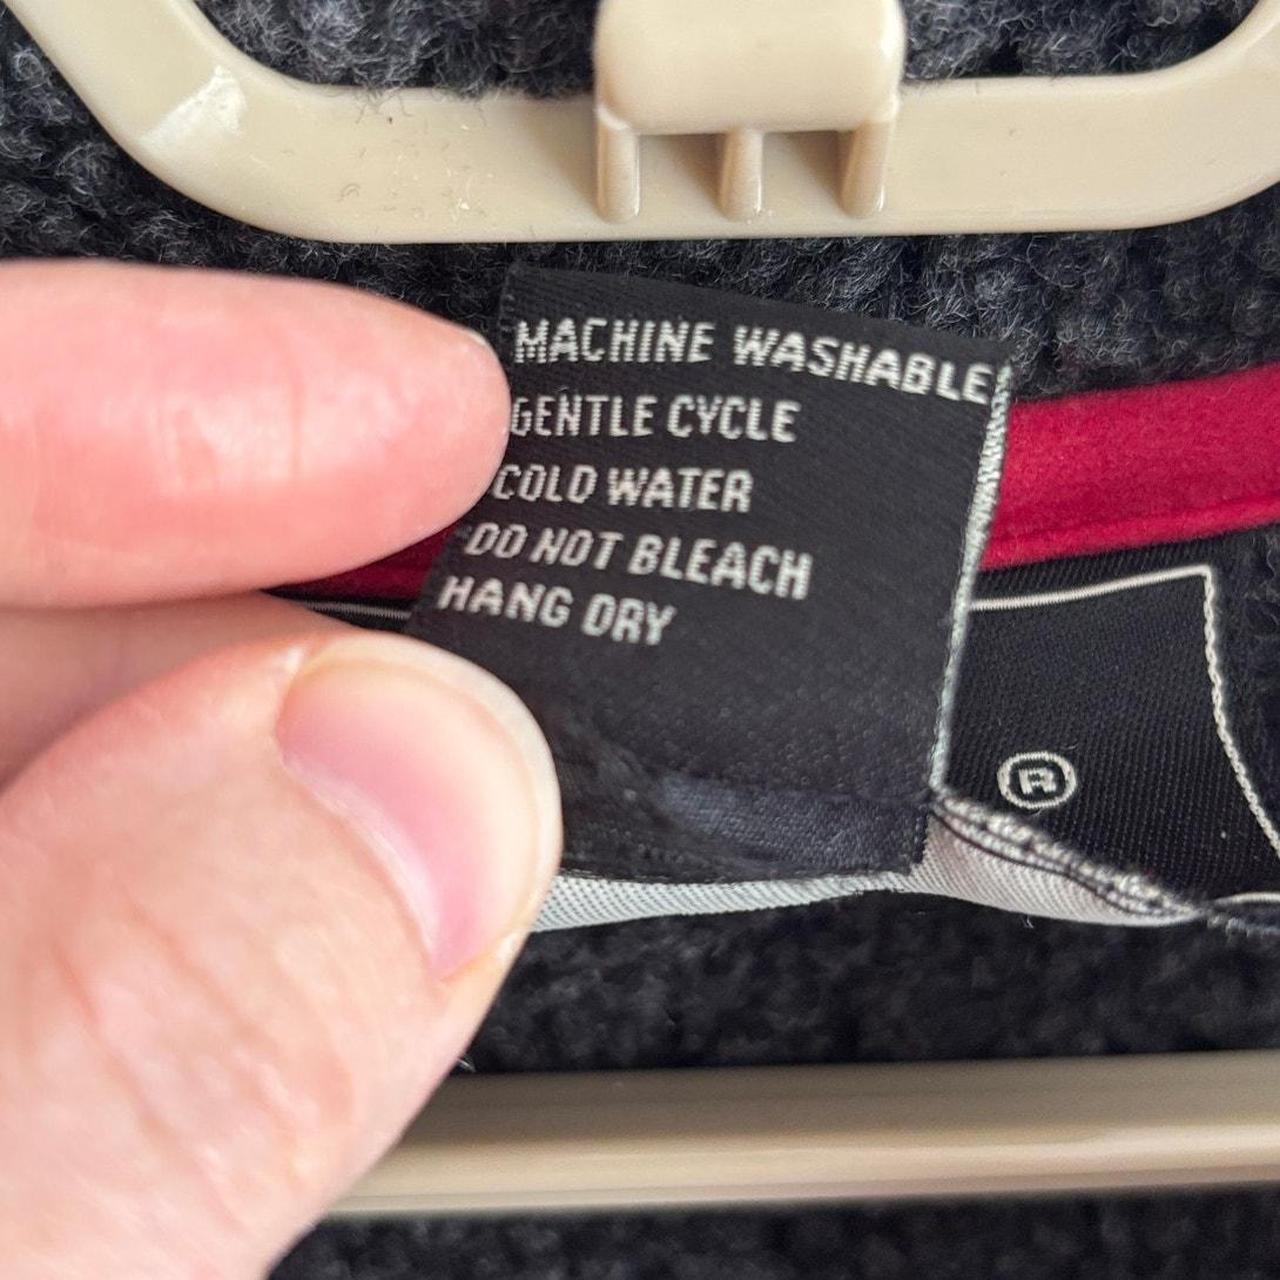 MACHINE WASHABLE
GENTLE CYCLE
COLD WATER
DO NOT BLEACH
HANG DRY
®